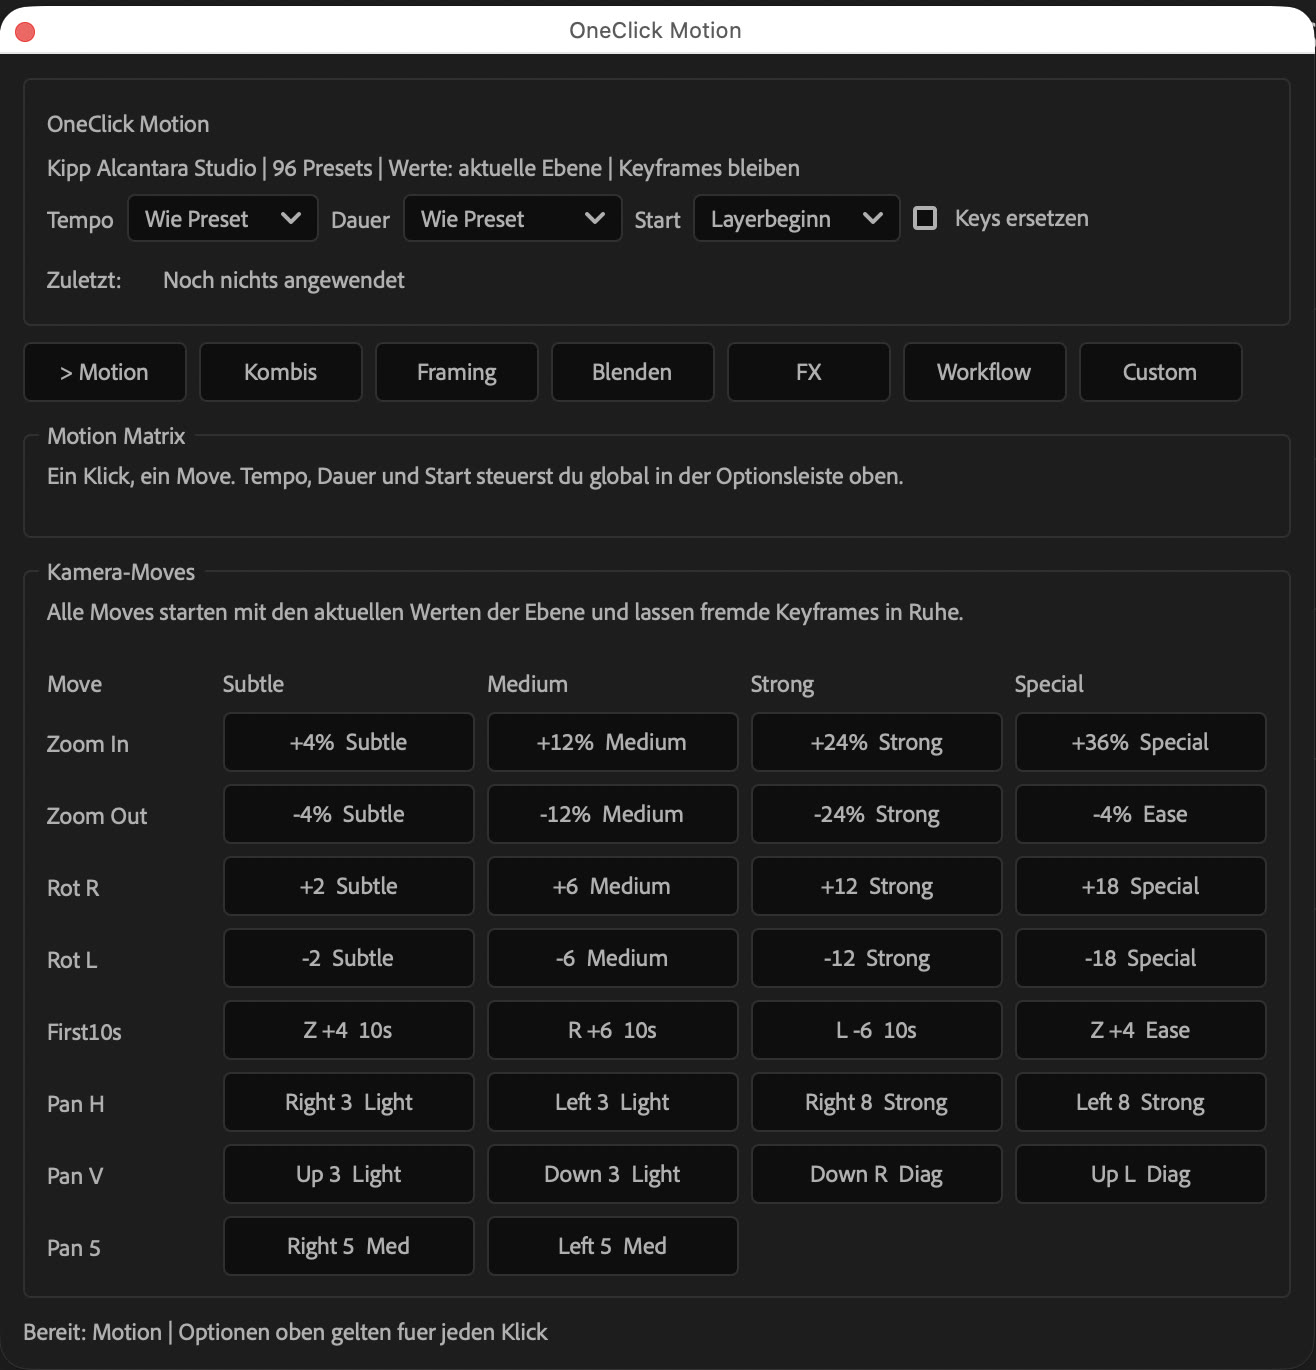 OneClick Motion
OneClick Motion
Kipp Alcantara Studio | 96 Presets | Werte: aktuelle Ebene | Keyframes bleiben
Tempo Wie Preset Dauer Wie Preset Start Layerbeginn Keys ersetzen
Zuletzt: Noch nichts angewendet
> Motion Kombis Framing Blenden FX Workflow Custom
Motion Matrix
Ein Klick, ein Move. Tempo, Dauer und Start steuerst du global in der Optionsleiste oben.
Kamera-Moves
Alle Moves starten mit den aktuellen Werten der Ebene und lassen fremde Keyframes in Ruhe.
Move Subtle Medium Strong Special
Zoom In +4% Subtle +12% Medium +24% Strong +36% Special
Zoom Out -4% Subtle -12% Medium -24% Strong -4% Ease
Rot R +2 Subtle +6 Medium +12 Strong +18 Special
Rot L -2 Subtle -6 Medium -12 Strong -18 Special
First10s Z +4 10s R +6 10s L -6 10s Z +4 Ease
Pan H Right 3 Light Left 3 Light Right 8 Strong Left 8 Strong
Pan V Up 3 Light Down 3 Light Down R Diag Up L Diag
Pan 5 Right 5 Med Left 5 Med
Bereit: Motion | Optionen oben gelten fuer jeden Klick